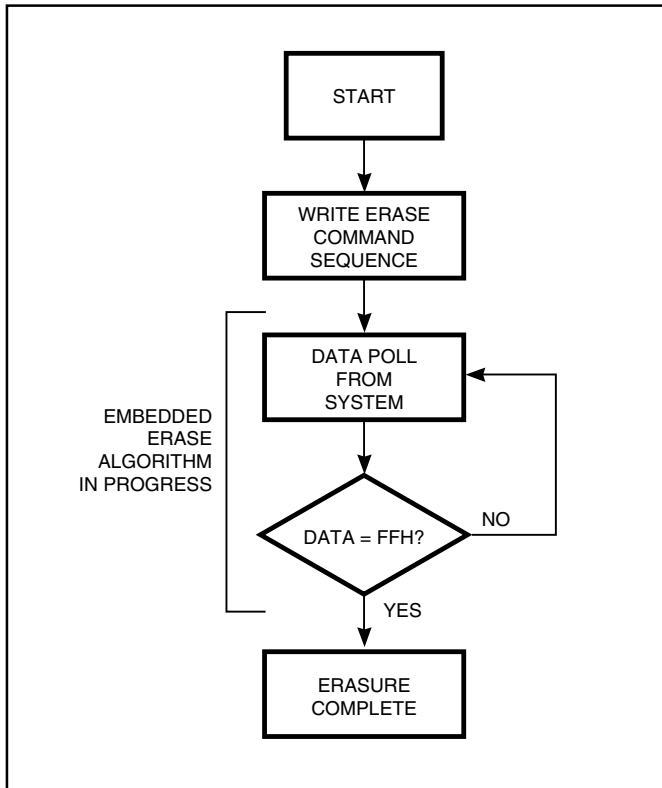 START
WRITE ERASE
COMMAND
SEQUENCE
DATA POLL
FROM
SYSTEM
EMBEDDED
ERASE
ALGORITHM
IN PROGRESS
DATA = FFH?
NO
YES
ERASURE
COMPLETE